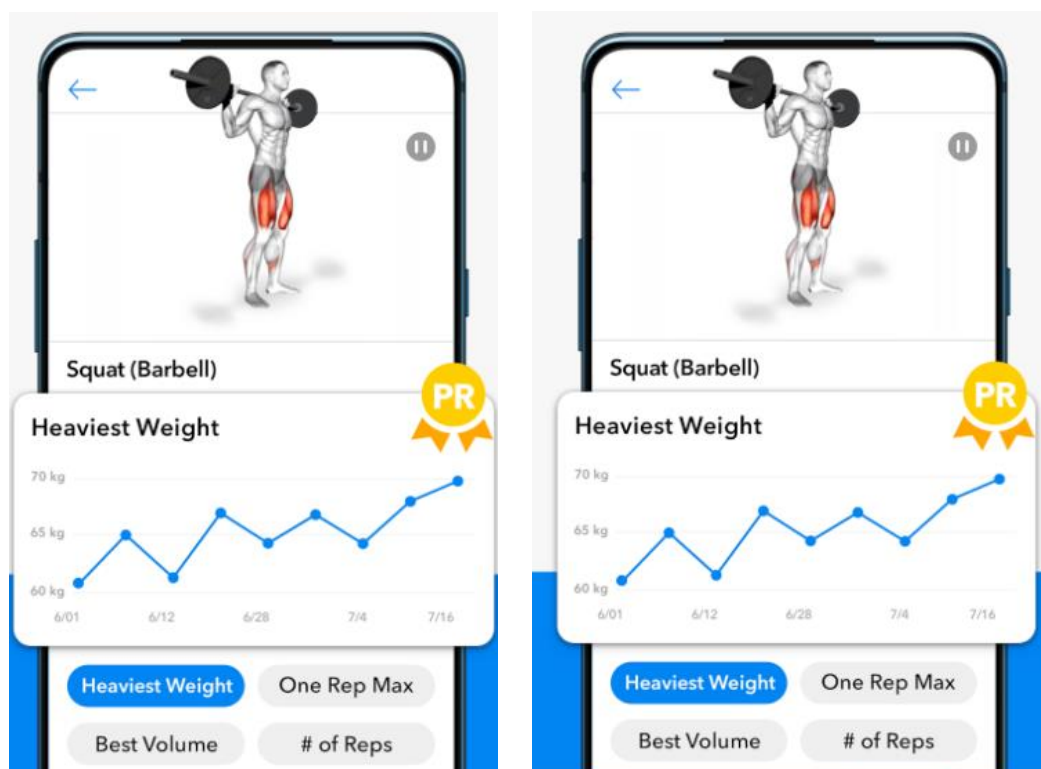 Squat (Barbell)
PR
Heaviest Weight
70 kg
65 kg
60 kg
6/01 6/12 6/28 7/4 7/16
Heaviest Weight One Rep Max
Best Volume # of Reps
Squat (Barbell)
PR
Heaviest Weight
70 kg
65 kg
60 kg
6/01 6/12 6/28 7/4 7/16
Heaviest Weight One Rep Max
Best Volume # of Reps